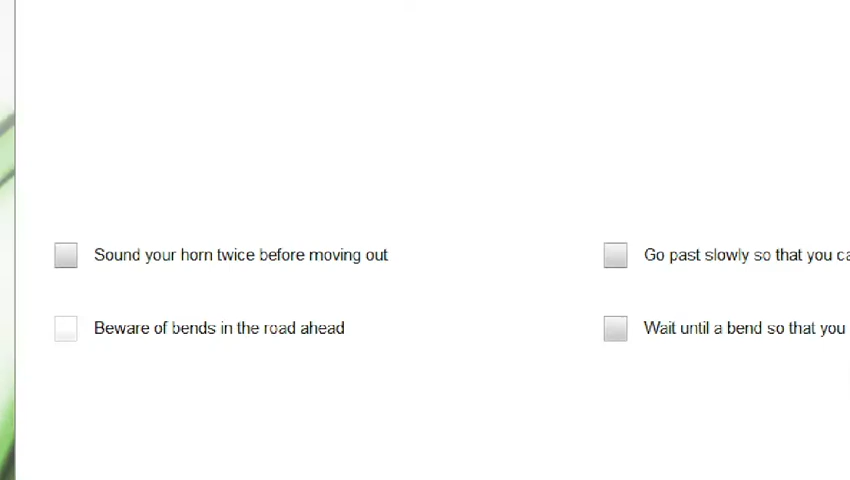 Sound your horn twice before moving out
Go past slowly so that you
Beware of bends in the road ahead
Wait until a bend so that you